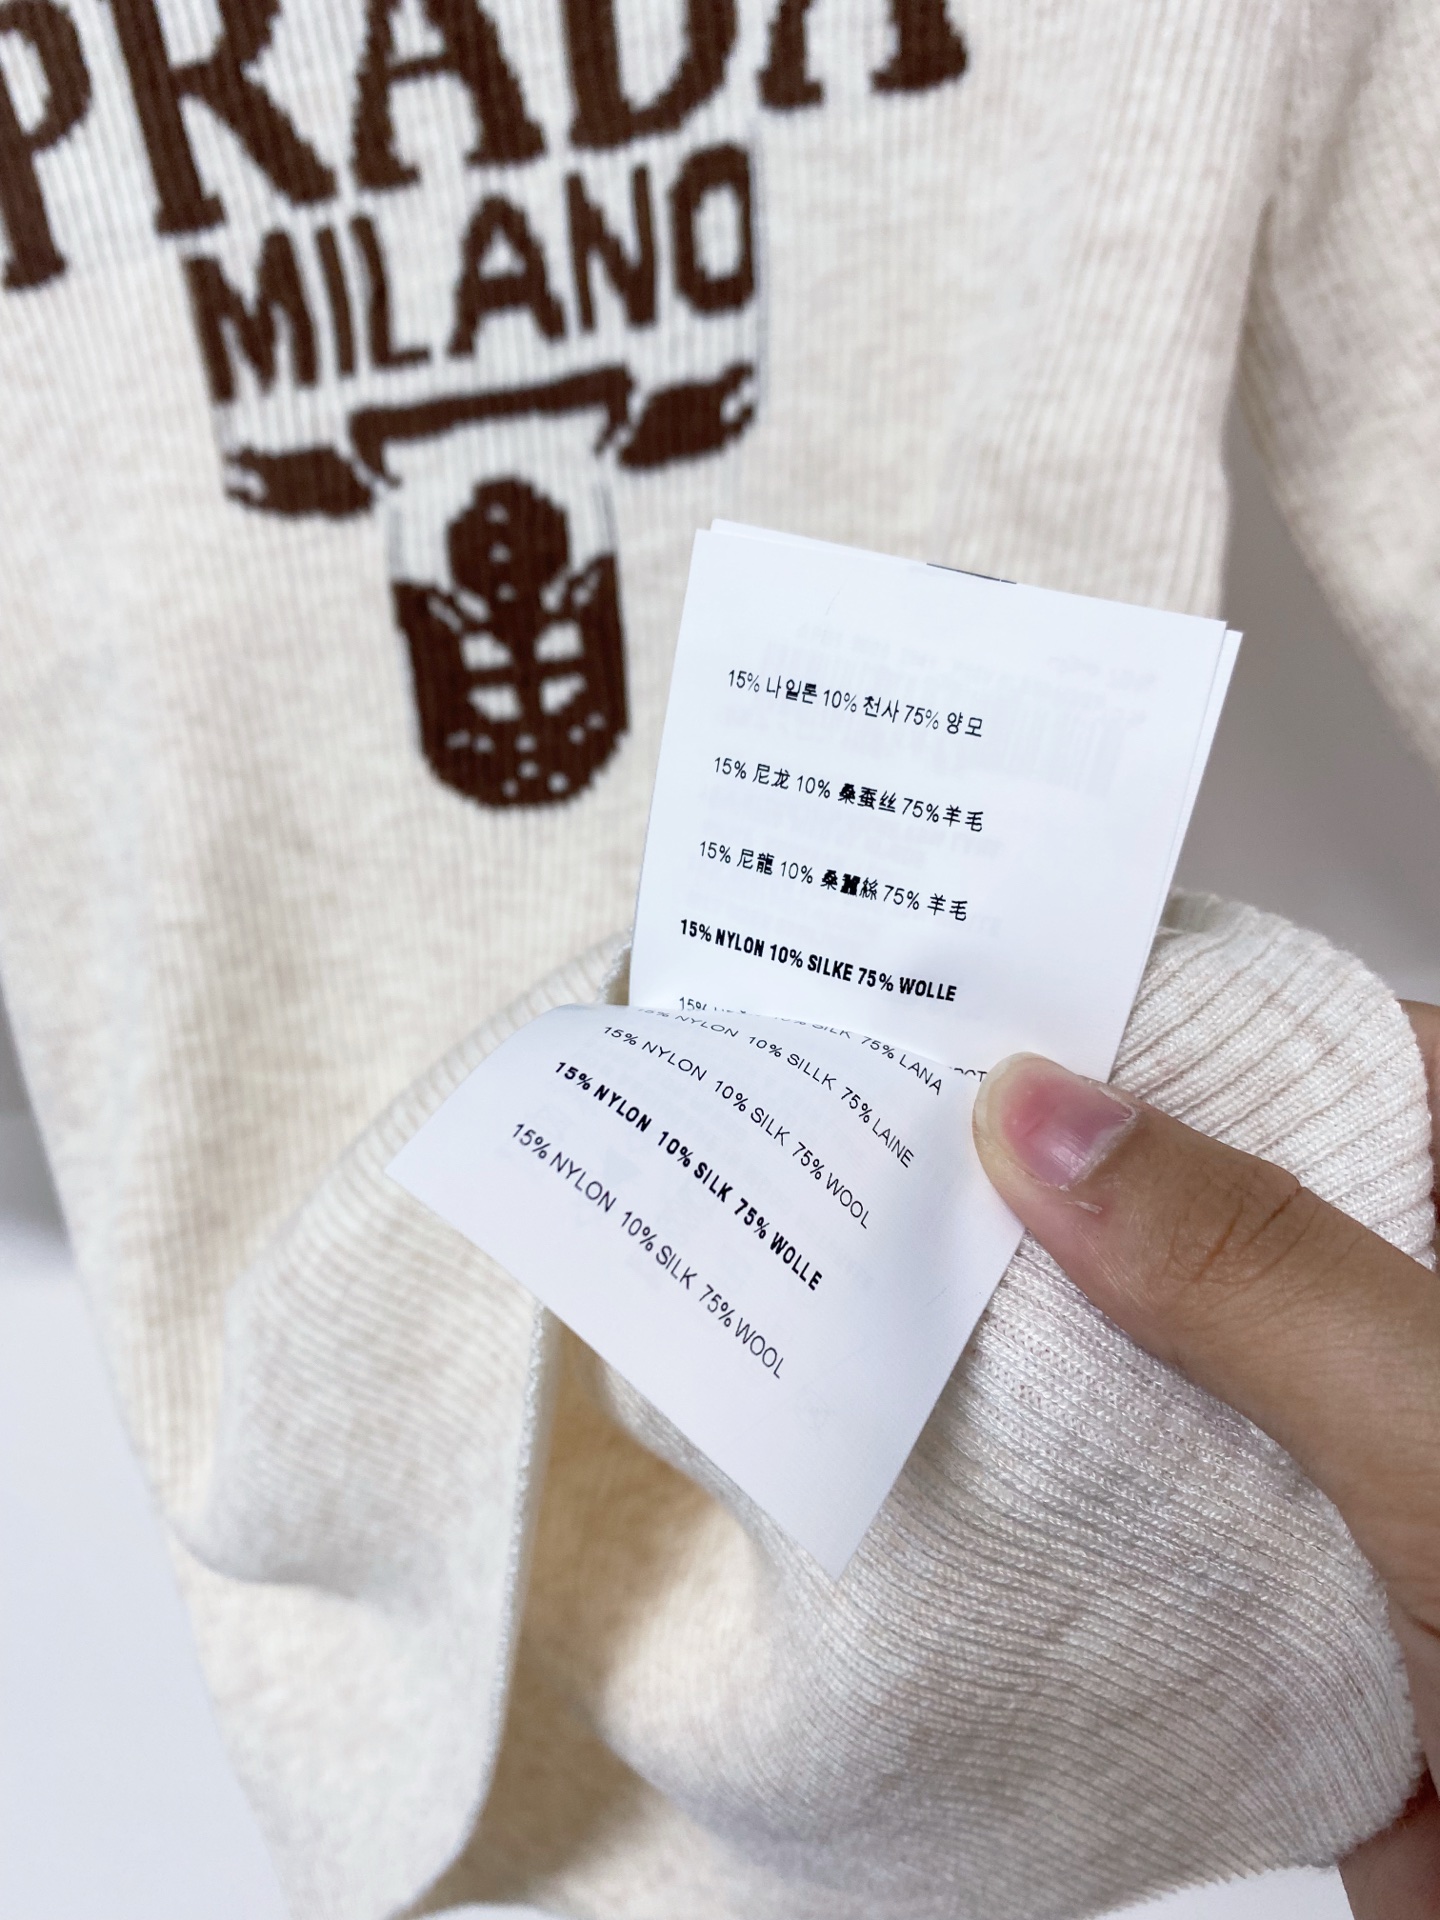 PRADA
MILANO
15% 나일론 10% 천사 75% 양모
15% 尼龙 10% 桑蚕丝 75%羊毛
15% 尼龍 10% 桑蠶絲 75% 羊毛
15% NYLON 10% SILKE 75% WOLLE
15% SILK 75% LANA
15% NYLON 10% SILLK 75% LAINE
15% NYLON 10% SILK 75% WOOL
15% NYLON 10% SILK 75% WOLLE
15% NYLON 10% SILK 75% WOOL